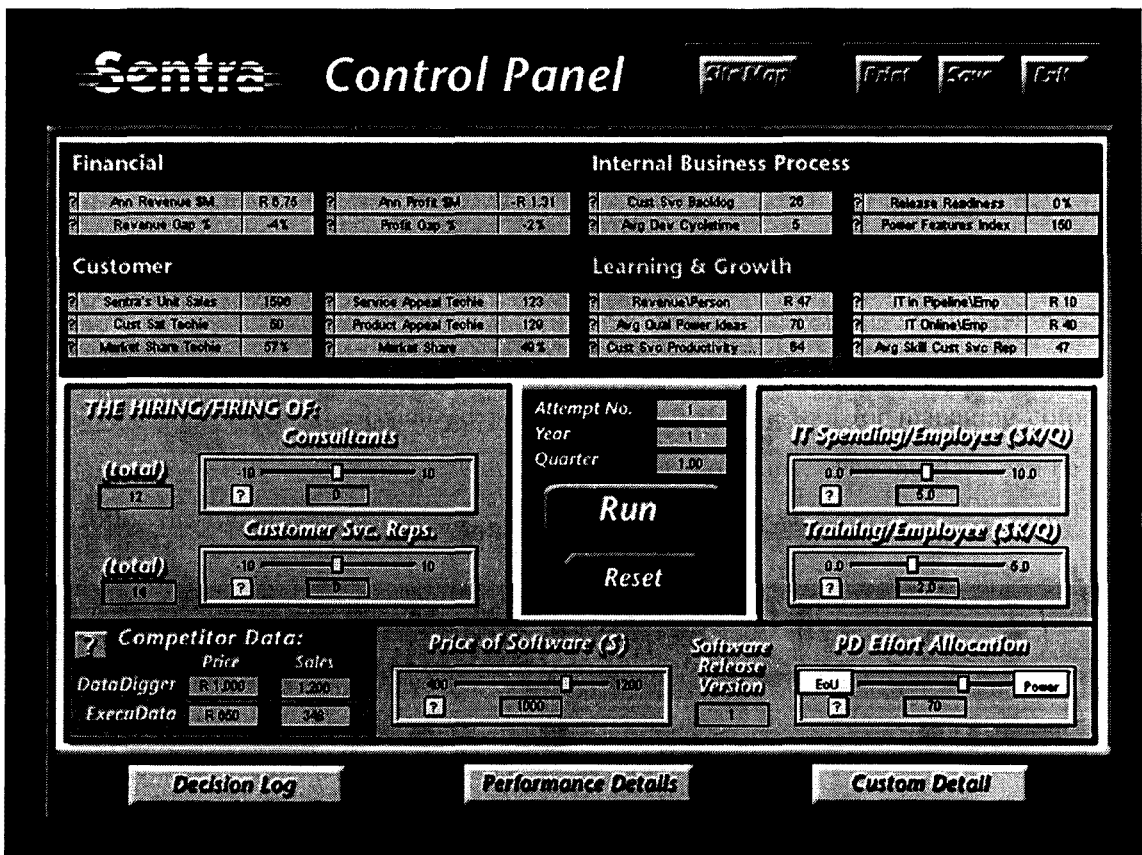 Sentra Control Panel Site Map Print Save Exit
Financial Internal Business Process
? Ann Revenue $M R 6.75 ? Ann Profit $M -R 1.31 ? Cust Svc Backlog 26 ? Release Readiness 0%
? Revenue Gap % -4% ? Profit Gap % -2% ? Avg Dev Cycletime 5 ? Power Features Index 150
Customer Learning & Growth
? Sentra's Unit Sales ? Service Appeal Techie 123 ? Revenue\Person R 47 ? IT in Pipeline\Emp R 10
? Cust Sat Techie ? Product Appeal Techie ? Avg Qual Power Ideas 70 ? IT Online\Emp R 40
? Market Share Techie 57% ? Market Share ? Cust Svc Productivity ... ? Avg Skill Cust Svc Rep 47
THE HIRING/FIRING OF:
Consultants
(total) -10 10
12 ? 0
Customer Svc. Reps.
(total) -10 10
14 ? 0
Attempt No. 1
Year 1
Quarter 1.00
Run
Reset
IT Spending/Employee ($K/Q)
0.0 10.0
? 5.0
Training/Employee ($K/Q)
0.0 5.0
? 2.0
? Competitor Data:
Price Sales
DataDigger R 1,000 1,200
ExecuData
Price of Software ($)
400 1200
? 1000
Software
Release
Version
1
PD Effort Allocation
EoU Power
? 70
Decision Log Performance Details Custom Detail